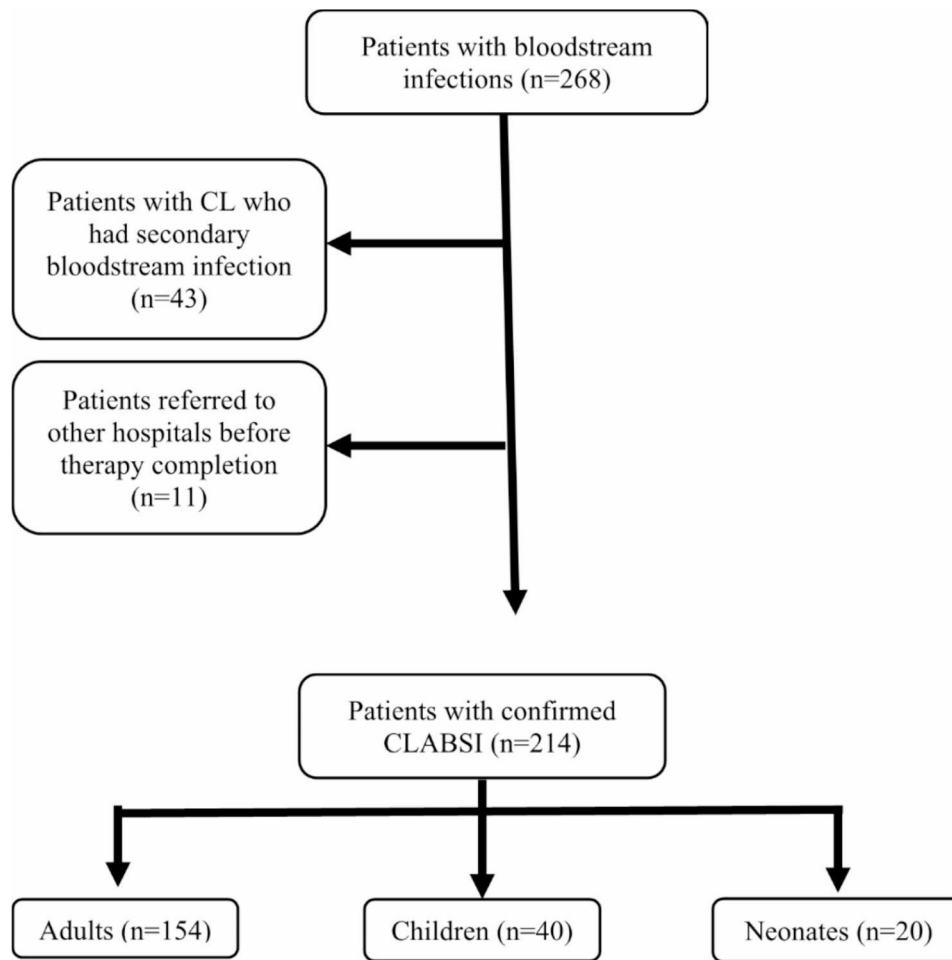 Patients with bloodstream
infections (n=268)
Patients with CL who
had secondary
bloodstream infection
(n=43)
Patients referred to
other hospitals before
therapy completion
(n=11)
Patients with confirmed
CLABSI (n=214)
Adults (n=154)
Children (n=40)
Neonates (n=20)